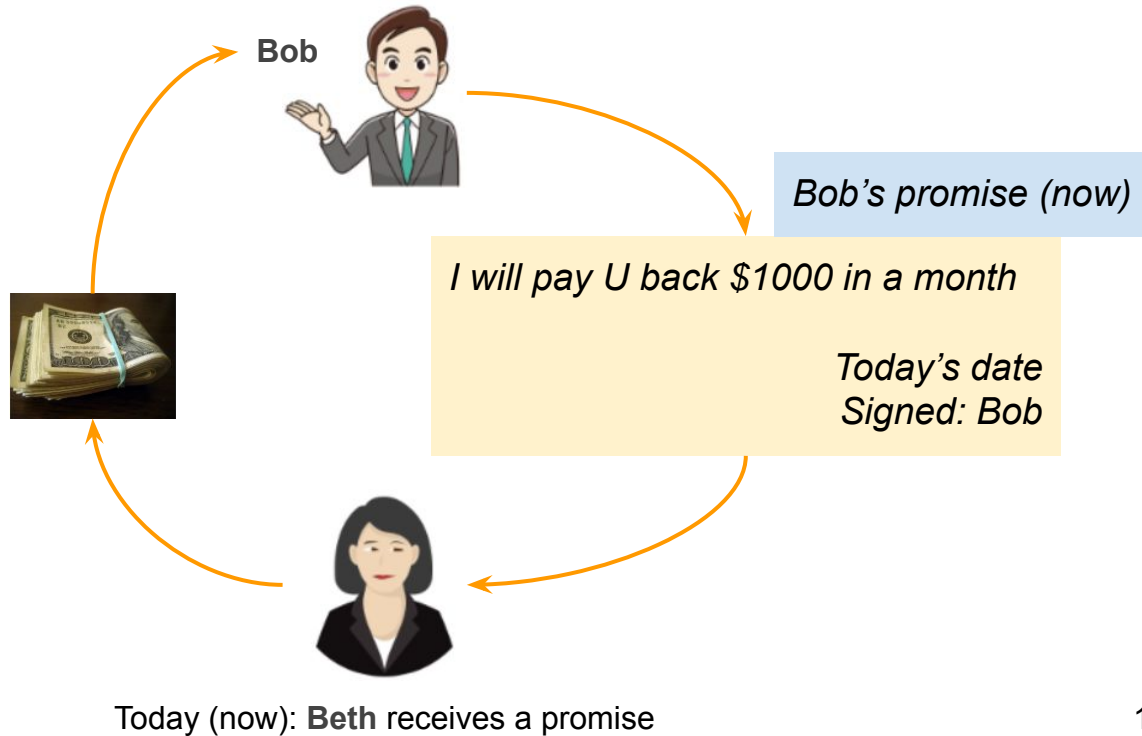 Bob
Bob’s promise (now)
I will pay U back $1000 in a month
Today’s date
Signed: Bob
Today (now): Beth receives a promise
1